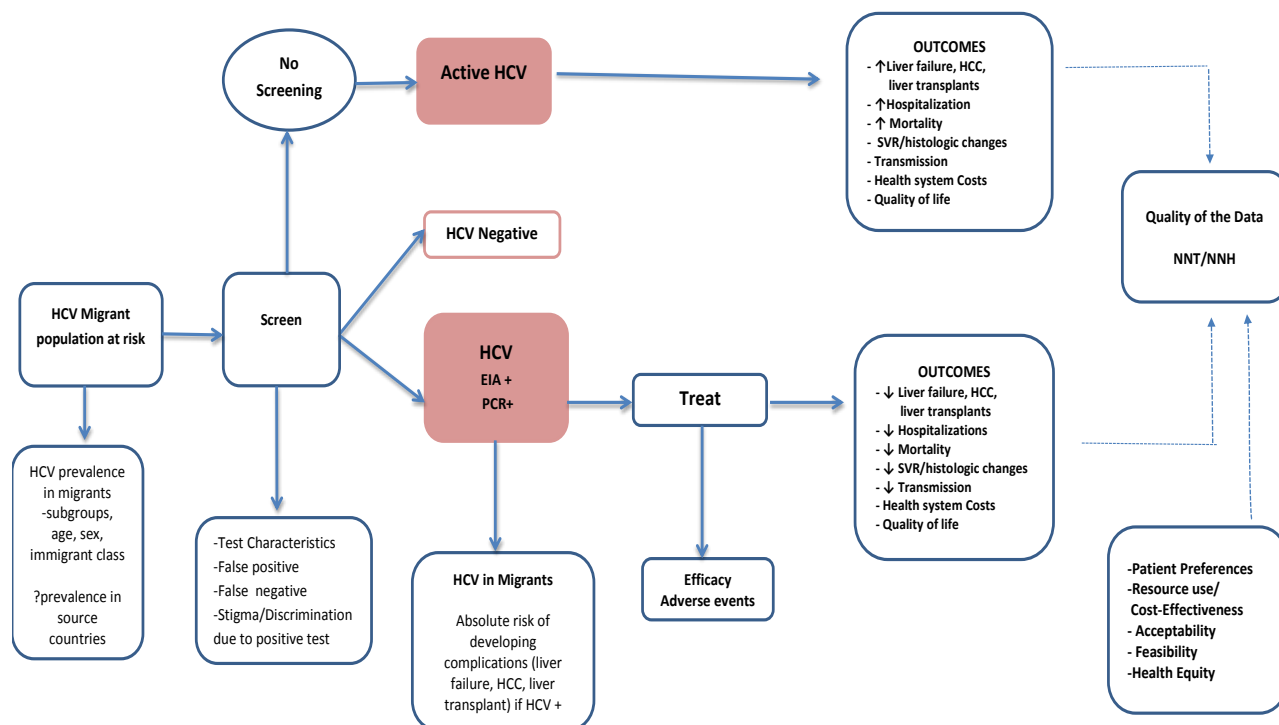 No
Screening
Active HCV
OUTCOMES
- ↑Liver failure, HCC,
liver transplants
- ↑Hospitalization
- ↑ Mortality
- SVR/histologic changes
- Transmission
- Health system Costs
- Quality of life
Quality of the Data
NNT/NNH
HCV Negative
HCV Migrant
population at risk
Screen
HCV
EIA +
PCR+
Treat
OUTCOMES
- ↓ Liver failure, HCC,
liver transplants
- ↓ Hospitalizations
- ↓ Mortality
- ↓ SVR/histologic changes
- ↓ Transmission
- Health system Costs
- Quality of life
HCV prevalence
in migrants
-subgroups,
age, sex,
immigrant class
?prevalence in
source
countries
-Test Characteristics
-False positive
-False negative
-Stigma/Discrimination
due to positive test
HCV in Migrants
Absolute risk of
developing
complications (liver
failure, HCC, liver
transplant) if HCV +
Efficacy
Adverse events
-Patient Preferences
-Resource use/
Cost-Effectiveness
- Acceptability
- Feasibility
-Health Equity